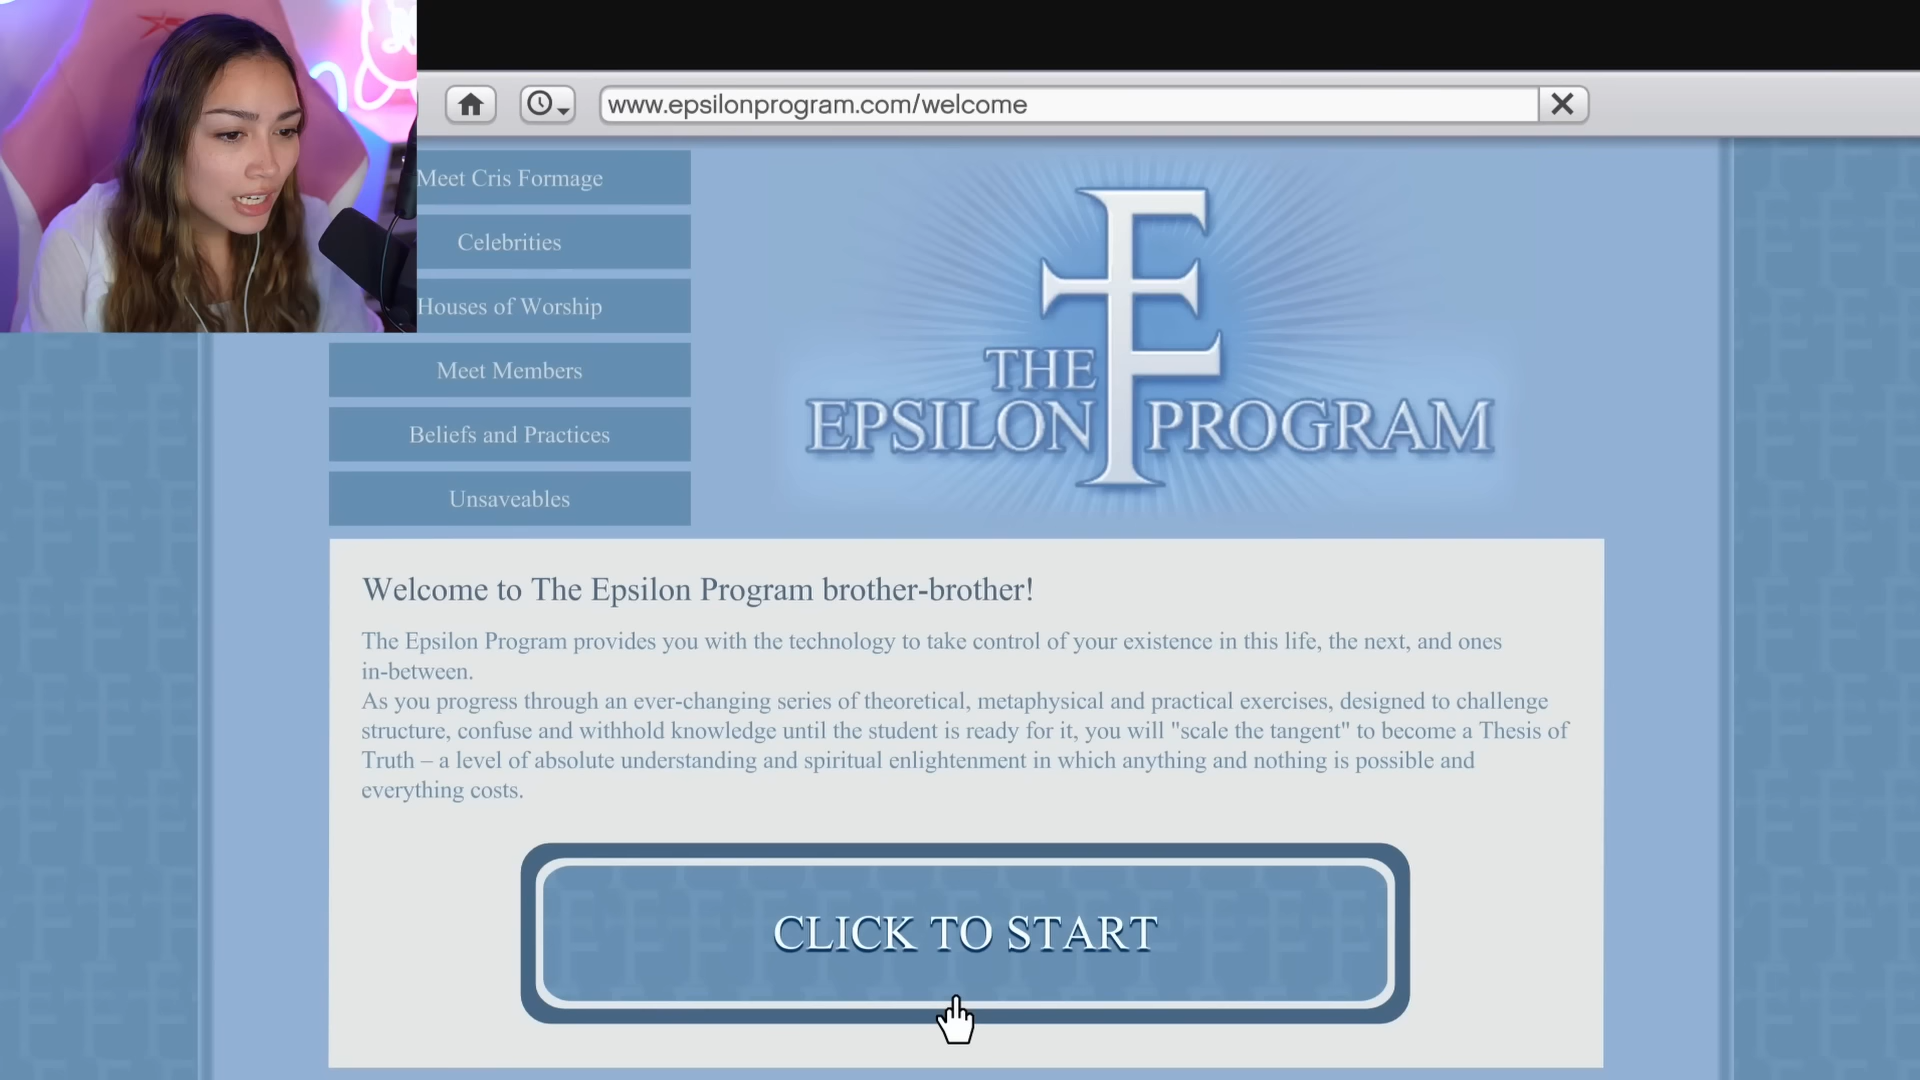 www.epsilonprogram.com/welcome
Meet Cris Formage
Celebrities
Houses of Worship
Meet Members
Beliefs and Practices
Unsaveables
THE
EPSILON PROGRAM
Welcome to The Epsilon Program brother-brother!
The Epsilon Program provides you with the technology to take control of your existence in this life, the next, and ones
in-between.
As you progress through an ever-changing series of theoretical, metaphysical and practical exercises, designed to challenge
structure, confuse and withhold knowledge until the student is ready for it, you will "scale the tangent" to become a Thesis of
Truth – a level of absolute understanding and spiritual enlightenment in which anything and nothing is possible and
everything costs.
CLICK TO START